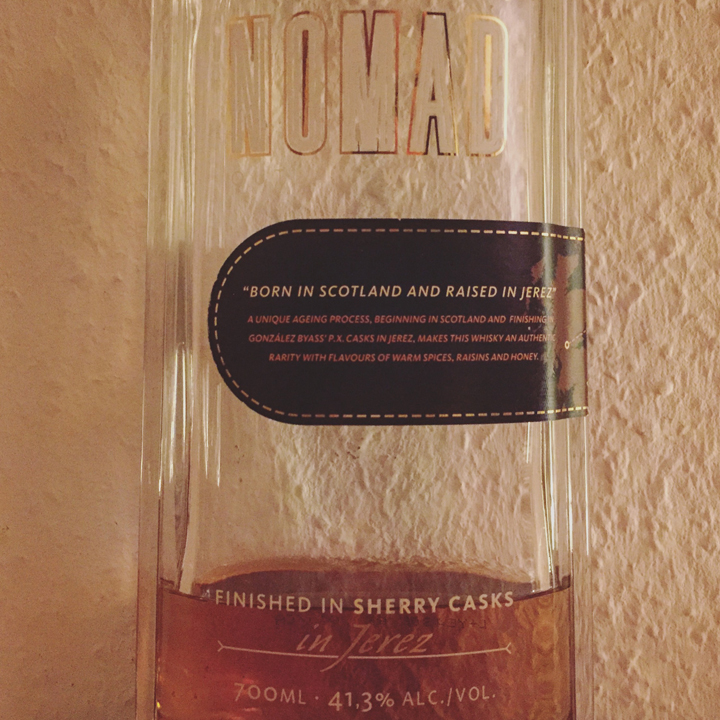 NOMAD
"BORN IN SCOTLAND AND RAISED IN JEREZ"
A UNIQUE AGEING PROCESS, BEGINNING IN SCOTLAND AND FINISHING IN
GONZÁLEZ BYASS' P.X. CASKS IN JEREZ, MAKES THIS WHISKY AN AUTHENTIC
RARITY WITH FLAVOURS OF WARM SPICES, RAISINS AND HONEY.
FINISHED IN SHERRY CASKS
in Jerez
700ML · 41,3% ALC./VOL.